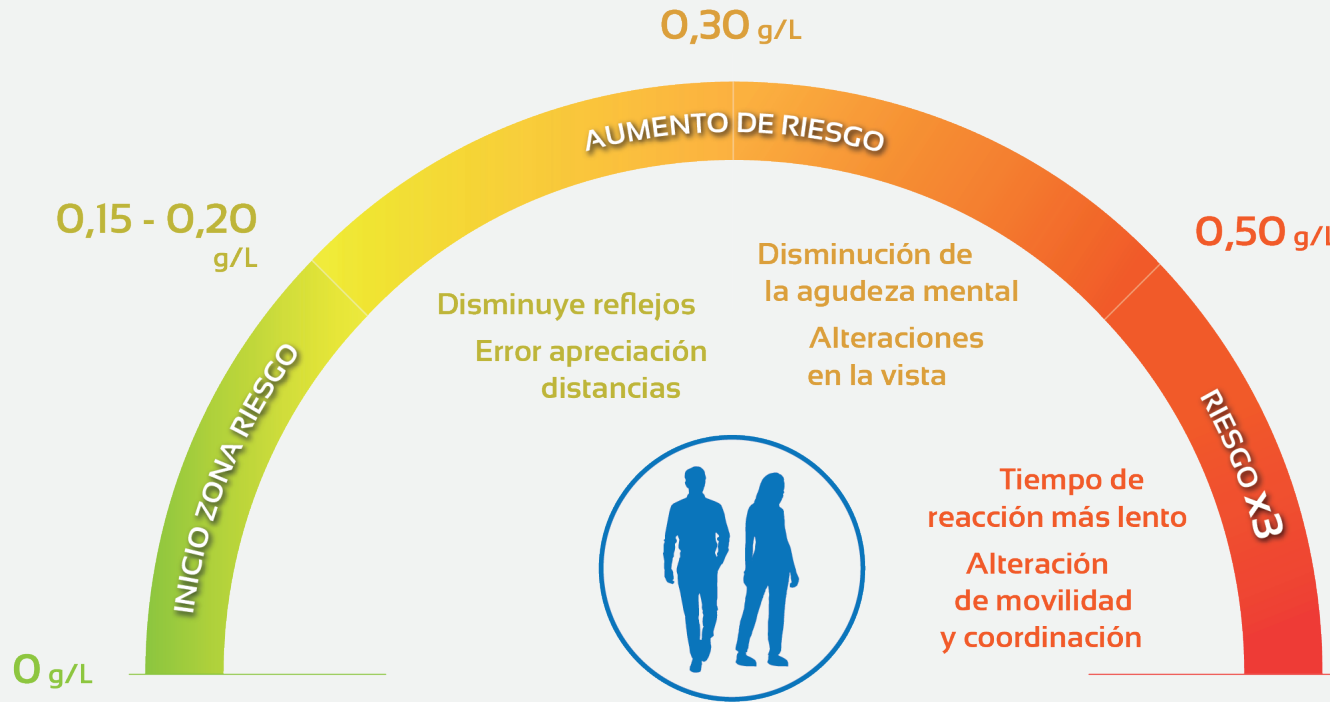 0,30 g/L
AUMENTO DE RIESGO
0,15 - 0,20
g/L
0,50 g/L
Disminuye reflejos
Error apreciación
distancias
Disminución de
la agudeza mental
Alteraciones
en la vista
INICIO ZONA RIESGO
RIESGO x3
Tiempo de
reacción más lento
Alteración
de movilidad
y coordinación
0 g/L